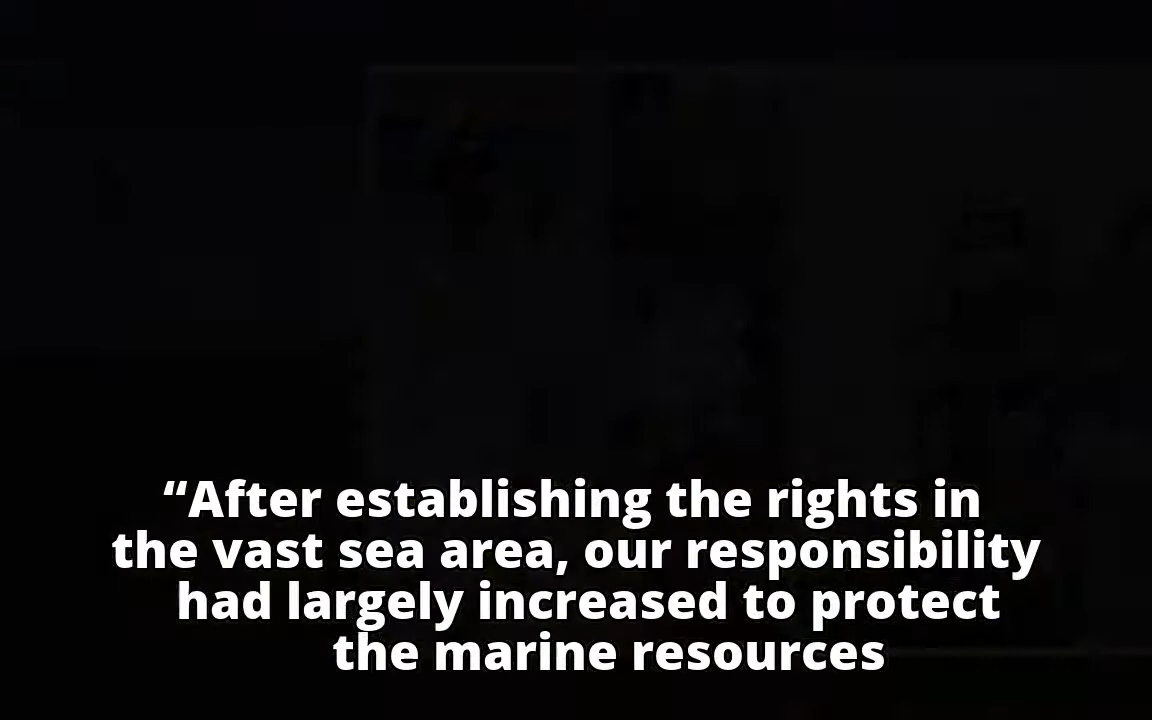 “After establishing the rights in
the vast sea area, our responsibility
had largely increased to protect
the marine resources